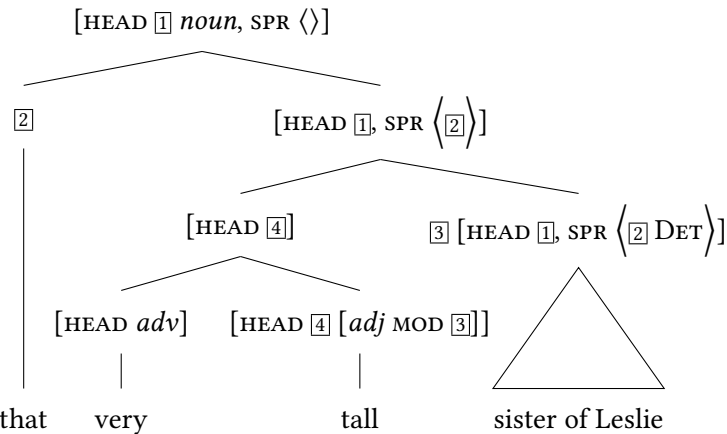 [HEAD 1 noun, SPR ⟨⟩]
2 [HEAD 1, SPR ⟨2⟩]
[HEAD 4] 3 [HEAD 1, SPR ⟨2 DET⟩]
[HEAD adv] [HEAD 4 [adj MOD 3]]
that very tall sister of Leslie